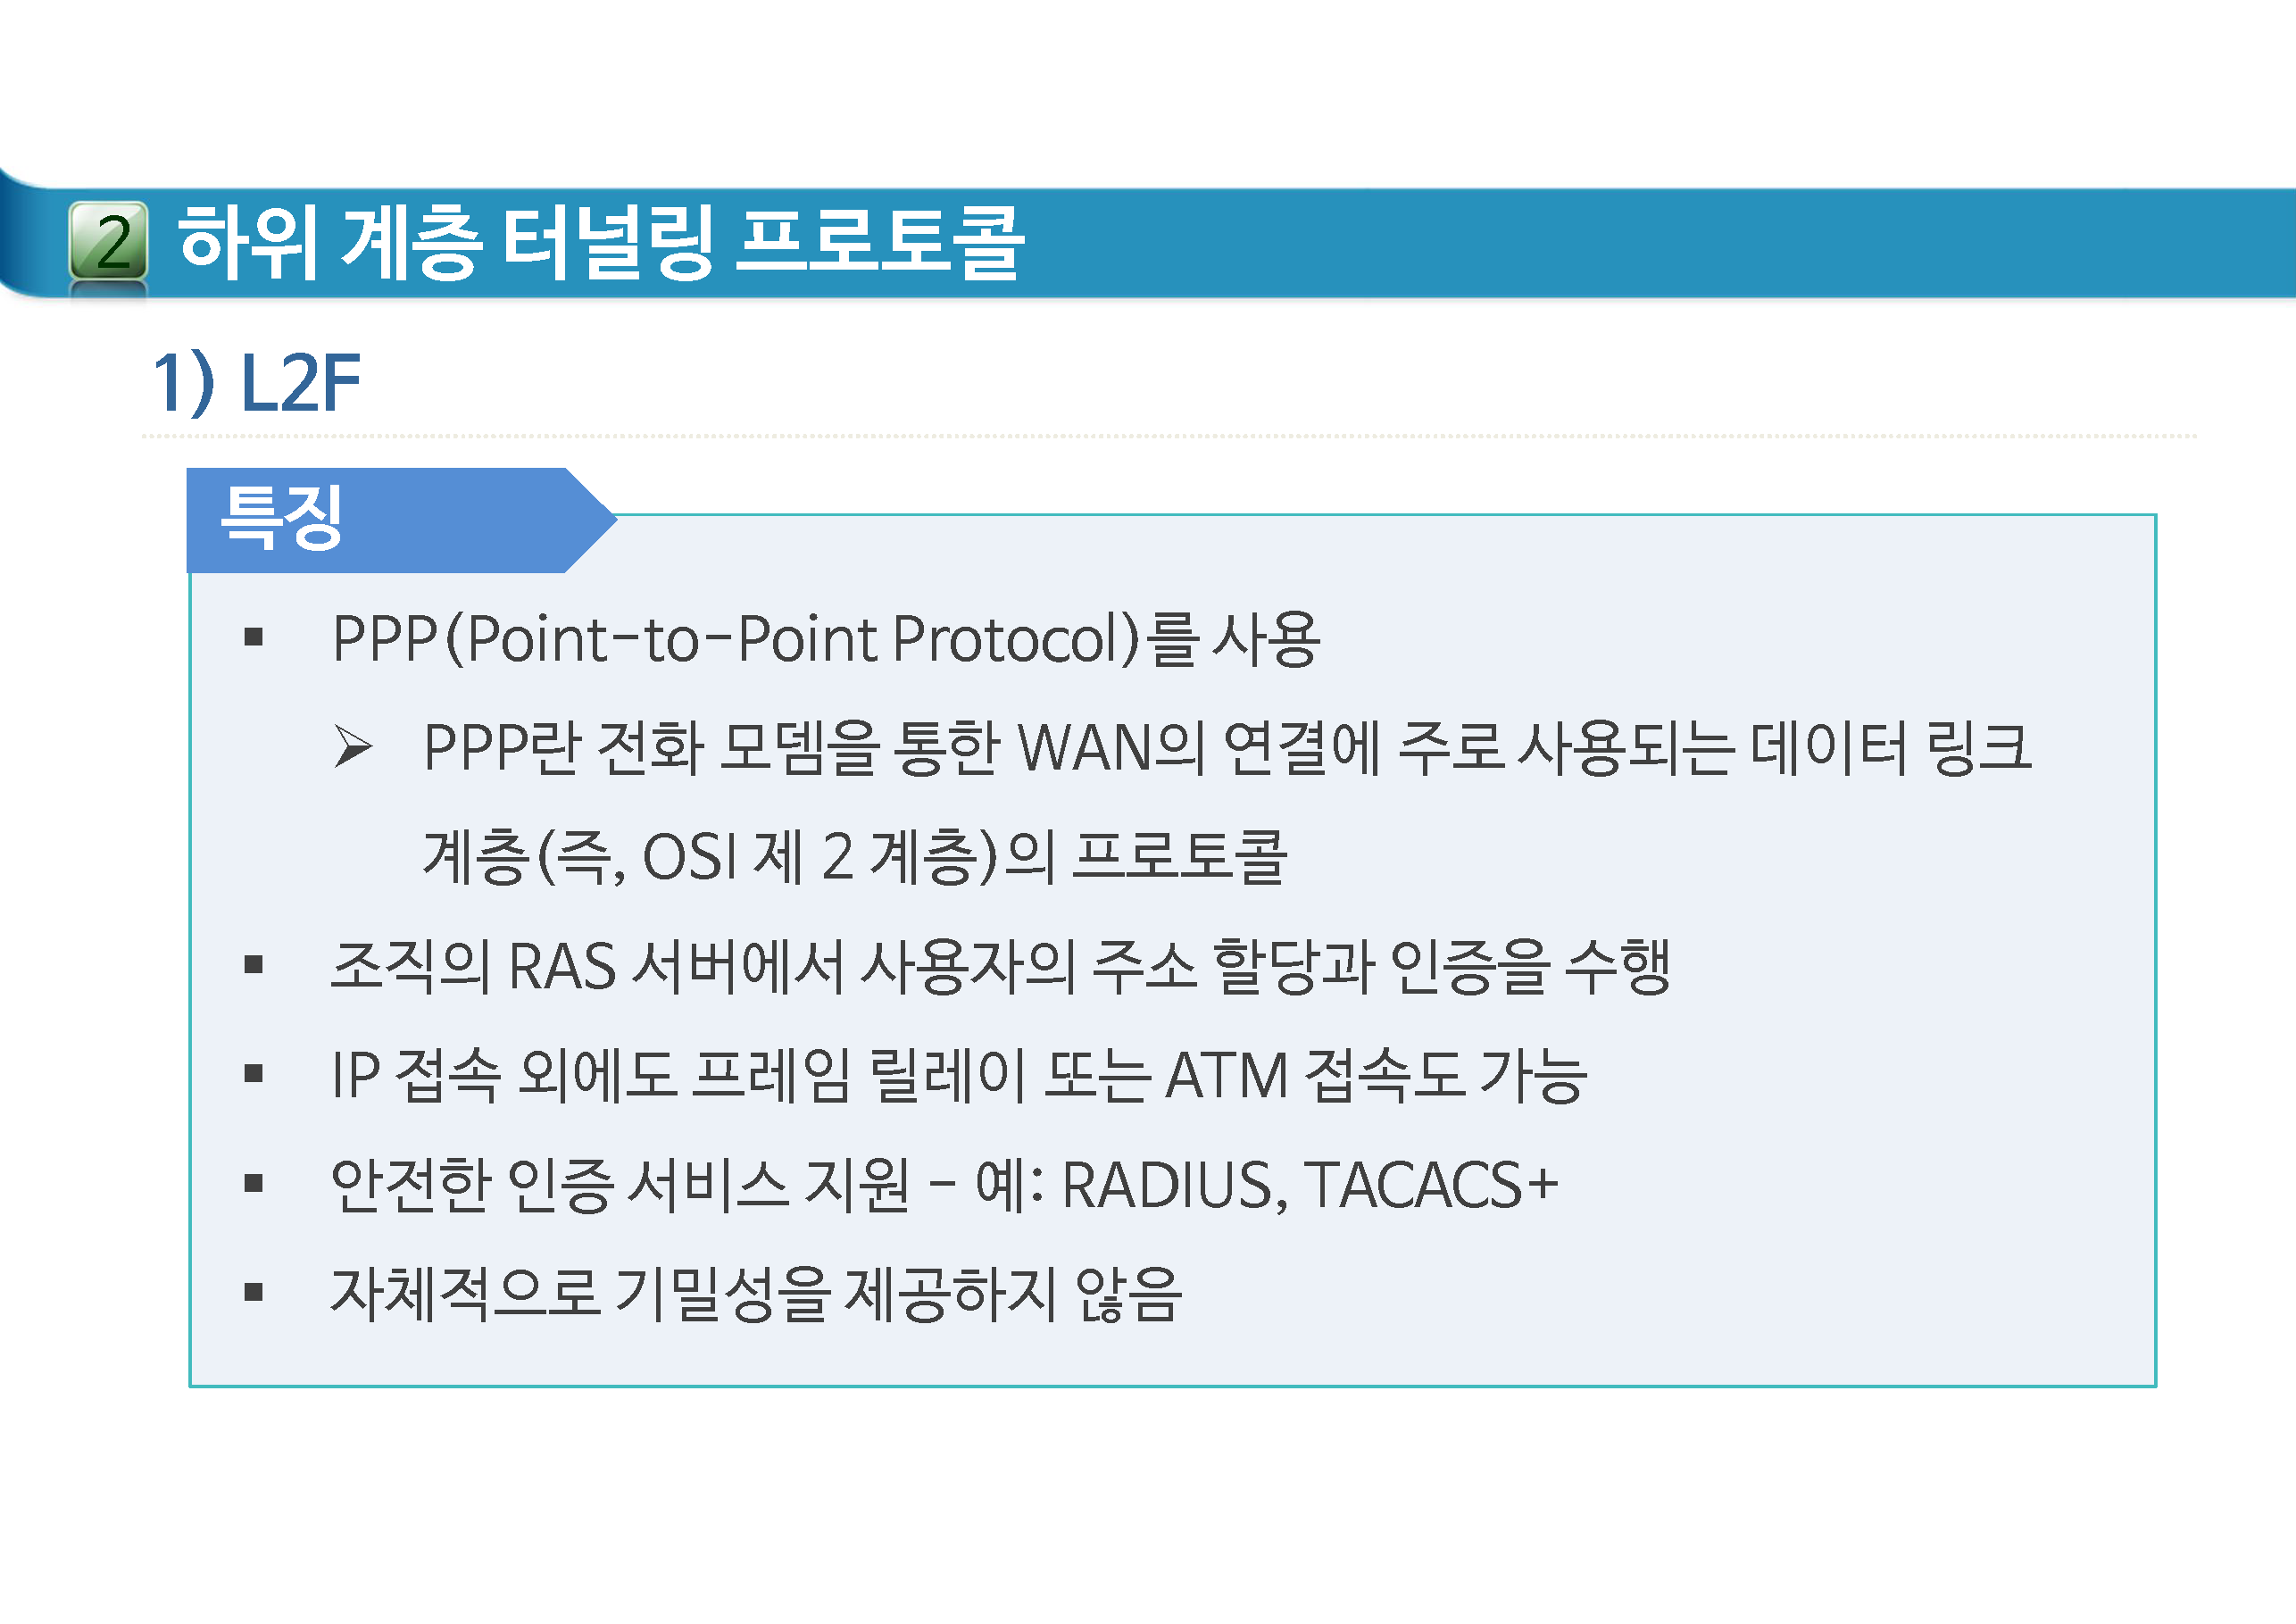 2 하위 계층 터널링 프로토콜
1) L2F
특징
▪ PPP(Point-to-Point Protocol)를 사용
➢ PPP란 전화 모뎀을 통한 WAN의 연결에 주로 사용되는 데이터 링크
계층(즉, OSI 제 2 계층)의 프로토콜
▪ 조직의 RAS 서버에서 사용자의 주소 할당과 인증을 수행
▪ IP 접속 외에도 프레임 릴레이 또는 ATM 접속도 가능
▪ 안전한 인증 서비스 지원 - 예: RADIUS, TACACS+
▪ 자체적으로 기밀성을 제공하지 않음